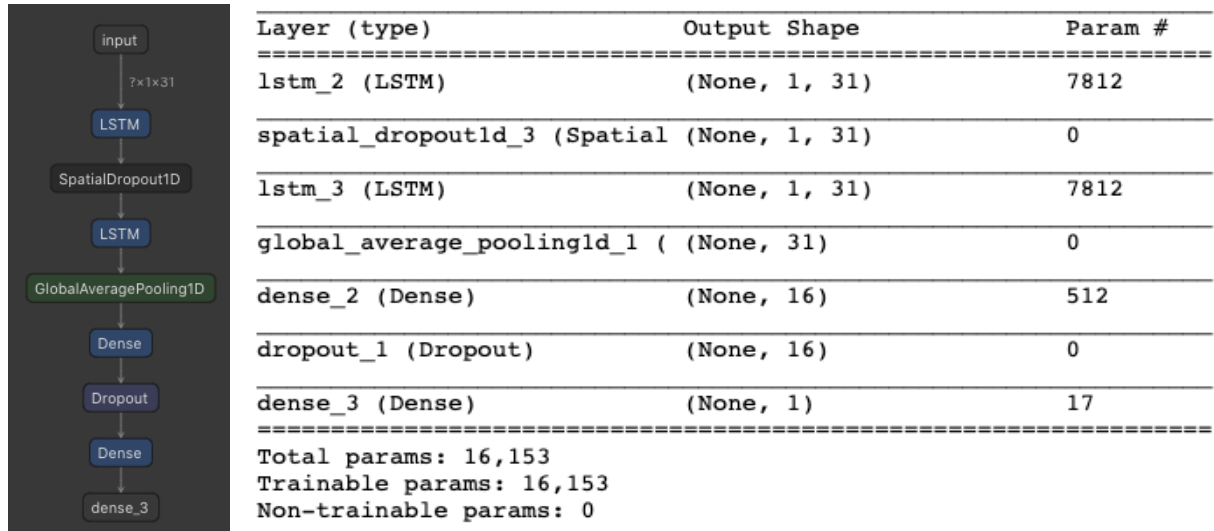 input
?×1×31
LSTM
SpatialDropout1D
LSTM
GlobalAveragePooling1D
Dense
Dropout
Dense
dense_3
Layer (type) Output Shape Param #
lstm_2 (LSTM) (None, 1, 31) 7812
spatial_dropout1d_3 (Spatial (None, 1, 31) 0
lstm_3 (LSTM) (None, 1, 31) 7812
global_average_pooling1d_1 ( (None, 31) 0
dense_2 (Dense) (None, 16) 512
dropout_1 (Dropout) (None, 16) 0
dense_3 (Dense) (None, 1) 17
Total params: 16,153
Trainable params: 16,153
Non-trainable params: 0